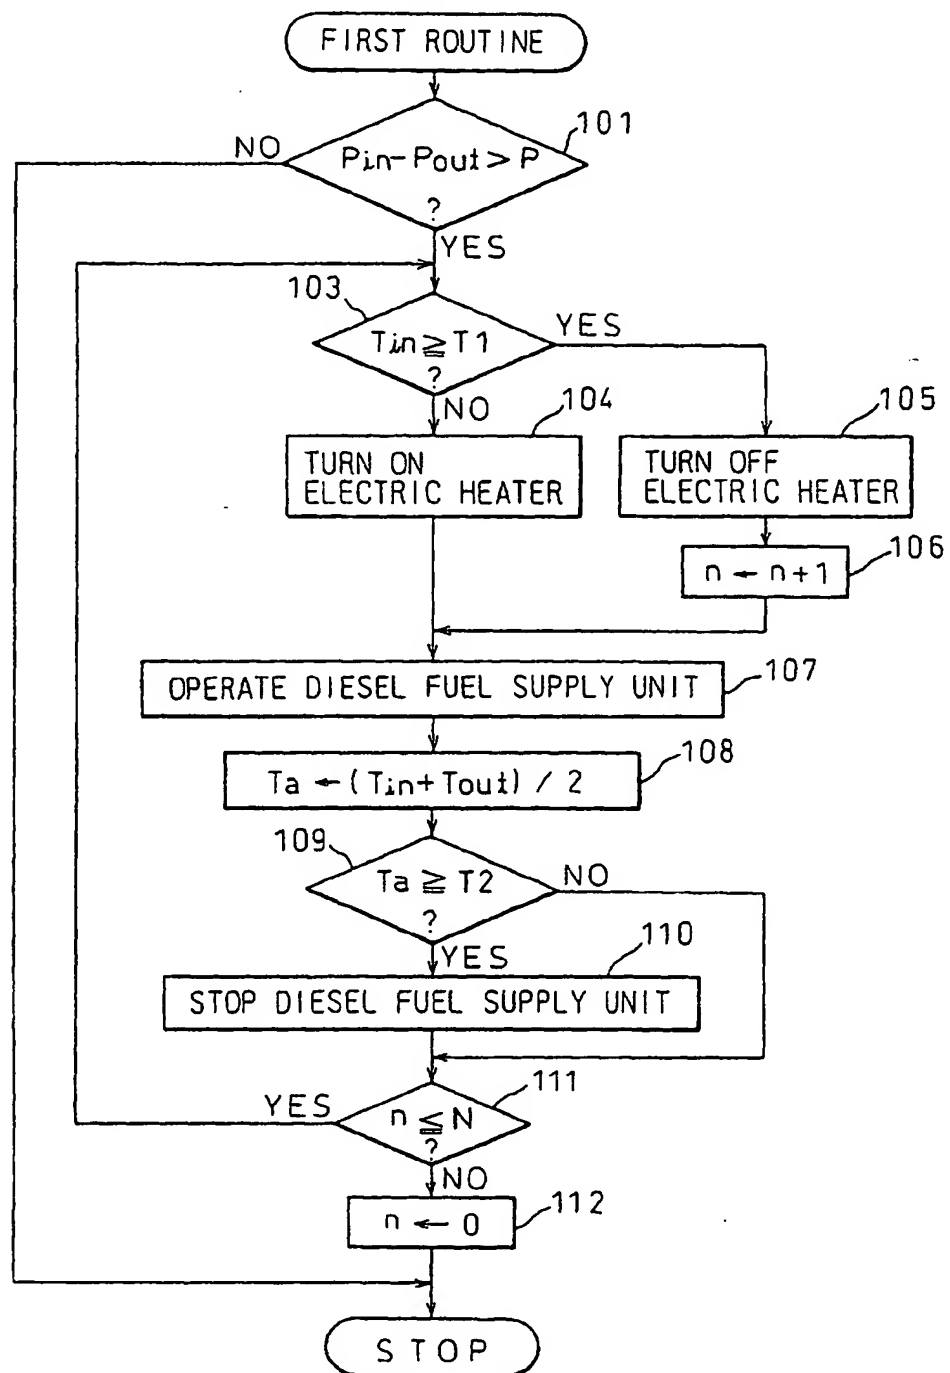 FIRST ROUTINE
101
NO
Pin-Pout > P
?
YES
103
Tin ≧ T1
?
YES
NO
104
105
TURN ON
ELECTRIC HEATER
TURN OFF
ELECTRIC HEATER
106
n ← n+1
OPERATE DIESEL FUEL SUPPLY UNIT
107
108
Ta ← (Tin+Tout) / 2
109
Ta ≧ T2
?
NO
YES
110
STOP DIESEL FUEL SUPPLY UNIT
111
YES
n ≦ N
?
NO
112
n ← 0
STOP